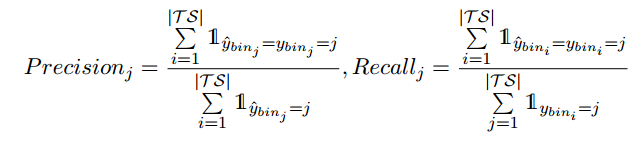 Precision_j = \frac{\sum_{i=1}^{|\mathcal{TS}|} \mathbb{1}_{\hat{y}_{bin_j}=y_{bin_j}=j}}{\sum_{i=1}^{|\mathcal{TS}|} \mathbb{1}_{\hat{y}_{bin_j}=j}}, Recall_j = \frac{\sum_{i=1}^{|\mathcal{TS}|} \mathbb{1}_{\hat{y}_{bin_i}=y_{bin_i}=j}}{\sum_{j=1}^{|\mathcal{TS}|} \mathbb{1}_{y_{bin_i}=j}}